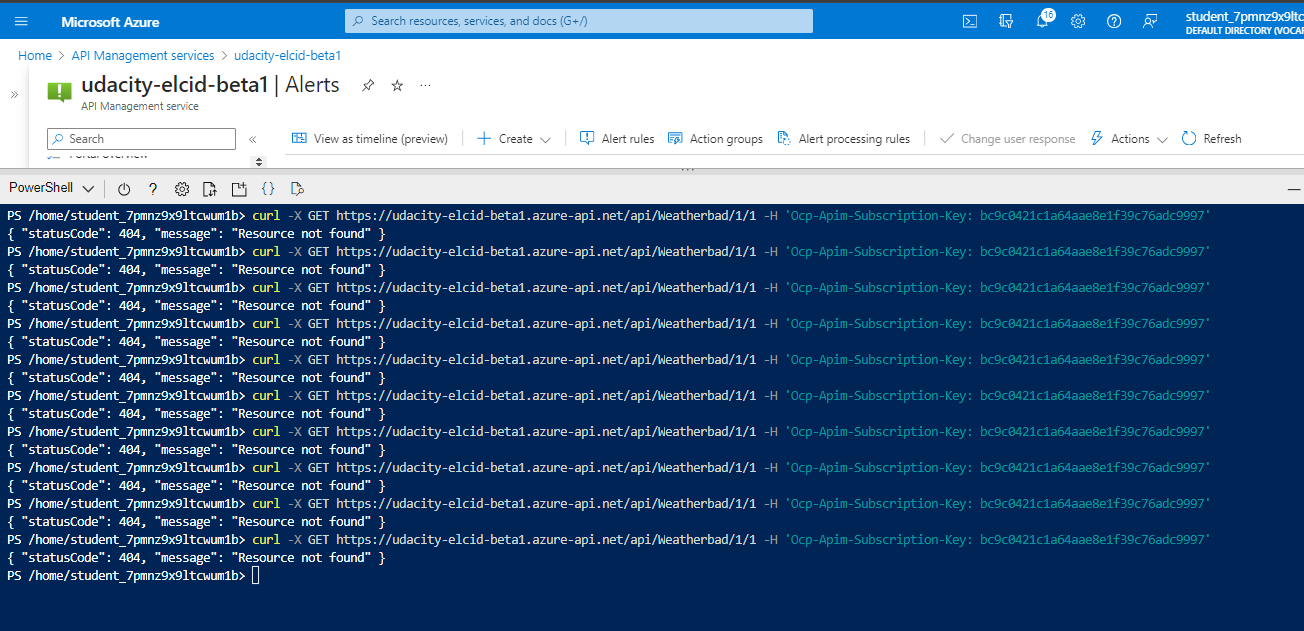 Microsoft Azure
Search resources, services, and docs (G+/)
16
student_7pmnz9x9ltc
DEFAULT DIRECTORY (VOCAR
Home > API Management services > udacity-elcid-beta1
udacity-elcid-beta1 | Alerts
API Management service
Search
View as timeline (preview)
Create
Alert rules
Action groups
Alert processing rules
Change user response
Actions
Refresh
Portal overview
PowerShell
PS /home/student_7pmnz9x9ltcwum1b> curl -X GET https://udacity-elcid-beta1.azure-api.net/api/Weatherbad/1/1 -H 'Ocp-Apim-Subscription-Key: bc9c0421c1a64aae8e1f39c76adc9997'
{ "statusCode": 404, "message": "Resource not found" }
PS /home/student_7pmnz9x9ltcwum1b> curl -X GET https://udacity-elcid-beta1.azure-api.net/api/Weatherbad/1/1 -H 'Ocp-Apim-Subscription-Key: bc9c0421c1a64aae8e1f39c76adc9997'
{ "statusCode": 404, "message": "Resource not found" }
PS /home/student_7pmnz9x9ltcwum1b> curl -X GET https://udacity-elcid-beta1.azure-api.net/api/Weatherbad/1/1 -H 'Ocp-Apim-Subscription-Key: bc9c0421c1a64aae8e1f39c76adc9997'
{ "statusCode": 404, "message": "Resource not found" }
PS /home/student_7pmnz9x9ltcwum1b> curl -X GET https://udacity-elcid-beta1.azure-api.net/api/Weatherbad/1/1 -H 'Ocp-Apim-Subscription-Key: bc9c0421c1a64aae8e1f39c76adc9997'
{ "statusCode": 404, "message": "Resource not found" }
PS /home/student_7pmnz9x9ltcwum1b> curl -X GET https://udacity-elcid-beta1.azure-api.net/api/Weatherbad/1/1 -H 'Ocp-Apim-Subscription-Key: bc9c0421c1a64aae8e1f39c76adc9997'
{ "statusCode": 404, "message": "Resource not found" }
PS /home/student_7pmnz9x9ltcwum1b> curl -X GET https://udacity-elcid-beta1.azure-api.net/api/Weatherbad/1/1 -H 'Ocp-Apim-Subscription-Key: bc9c0421c1a64aae8e1f39c76adc9997'
{ "statusCode": 404, "message": "Resource not found" }
PS /home/student_7pmnz9x9ltcwum1b> curl -X GET https://udacity-elcid-beta1.azure-api.net/api/Weatherbad/1/1 -H 'Ocp-Apim-Subscription-Key: bc9c0421c1a64aae8e1f39c76adc9997'
{ "statusCode": 404, "message": "Resource not found" }
PS /home/student_7pmnz9x9ltcwum1b> curl -X GET https://udacity-elcid-beta1.azure-api.net/api/Weatherbad/1/1 -H 'Ocp-Apim-Subscription-Key: bc9c0421c1a64aae8e1f39c76adc9997'
{ "statusCode": 404, "message": "Resource not found" }
PS /home/student_7pmnz9x9ltcwum1b> curl -X GET https://udacity-elcid-beta1.azure-api.net/api/Weatherbad/1/1 -H 'Ocp-Apim-Subscription-Key: bc9c0421c1a64aae8e1f39c76adc9997'
{ "statusCode": 404, "message": "Resource not found" }
PS /home/student_7pmnz9x9ltcwum1b> curl -X GET https://udacity-elcid-beta1.azure-api.net/api/Weatherbad/1/1 -H 'Ocp-Apim-Subscription-Key: bc9c0421c1a64aae8e1f39c76adc9997'
{ "statusCode": 404, "message": "Resource not found" }
PS /home/student_7pmnz9x9ltcwum1b>